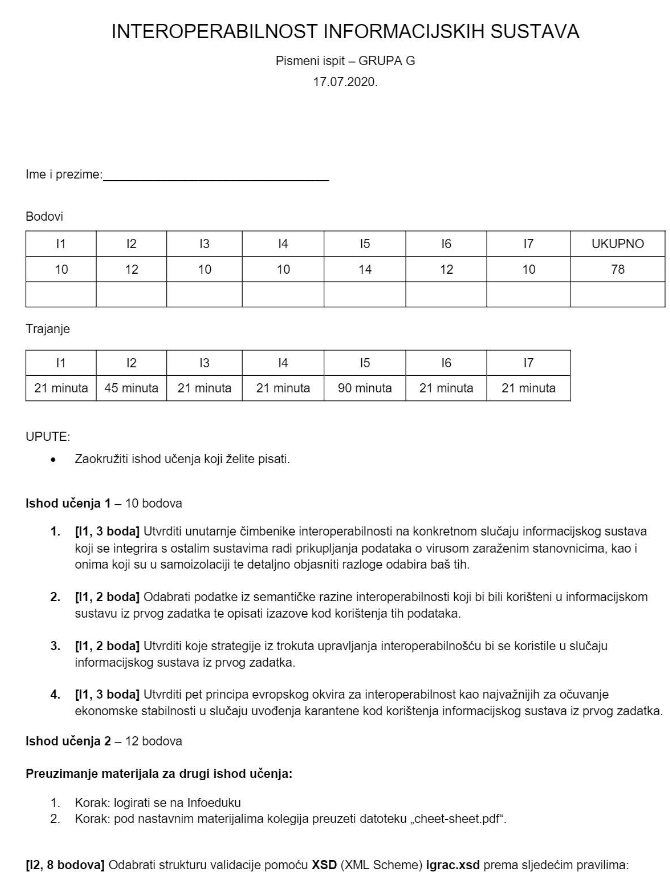 INTEROPERABILNOST INFORMACIJSKIH SUSTAVA
Pismeni ispit – GRUPA G
17.07.2020.
Ime i prezime:__________________________________
Bodovi
I1 I2 I3 I4 I5 I6 I7 UKUPNO
10 12 10 10 14 12 10 78
Trajanje
I1 I2 I3 I4 I5 I6 I7
21 minuta 45 minuta 21 minuta 21 minuta 90 minuta 21 minuta 21 minuta
UPUTE:
• Zaokružiti ishod učenja koji želite pisati.
Ishod učenja 1 – 10 bodova
1. [I1, 3 boda] Utvrditi unutarnje čimbenike interoperabilnosti na konkretnom slučaju informacijskog sustava
koji se integrira s ostalim sustavima radi prikupljanja podataka o virusom zaraženim stanovnicima, kao i
onima koji su u samoizolaciji te detaljno objasniti razloge odabira baš tih.
2. [I1, 2 boda] Odabrati podatke iz semantičke razine interoperabilnosti koji bi bili korišteni u informacijskom
sustavu iz prvog zadatka te opisati izazove kod korištenja tih podataka.
3. [I1, 2 boda] Utvrditi koje strategije iz trokuta upravljanja interoperabilnošću bi se koristile u slučaju
informacijskog sustava iz prvog zadatka.
4. [I1, 3 boda] Utvrditi pet principa evropskog okvira za interoperabilnost kao najvažnijih za očuvanje
ekonomske stabilnosti u slučaju uvođenja karantene kod korištenja informacijskog sustava iz prvog zadatka.
Ishod učenja 2 – 12 bodova
Preuzimanje materijala za drugi ishod učenja:
1. Korak: logirati se na Infoeduku
2. Korak: pod nastavnim materijalima kolegija preuzeti datoteku „cheet-sheet.pdf“.
[I2, 8 bodova] Odabrati strukturu validacije pomoću XSD (XML Scheme) igrac.xsd prema sljedećim pravilima: